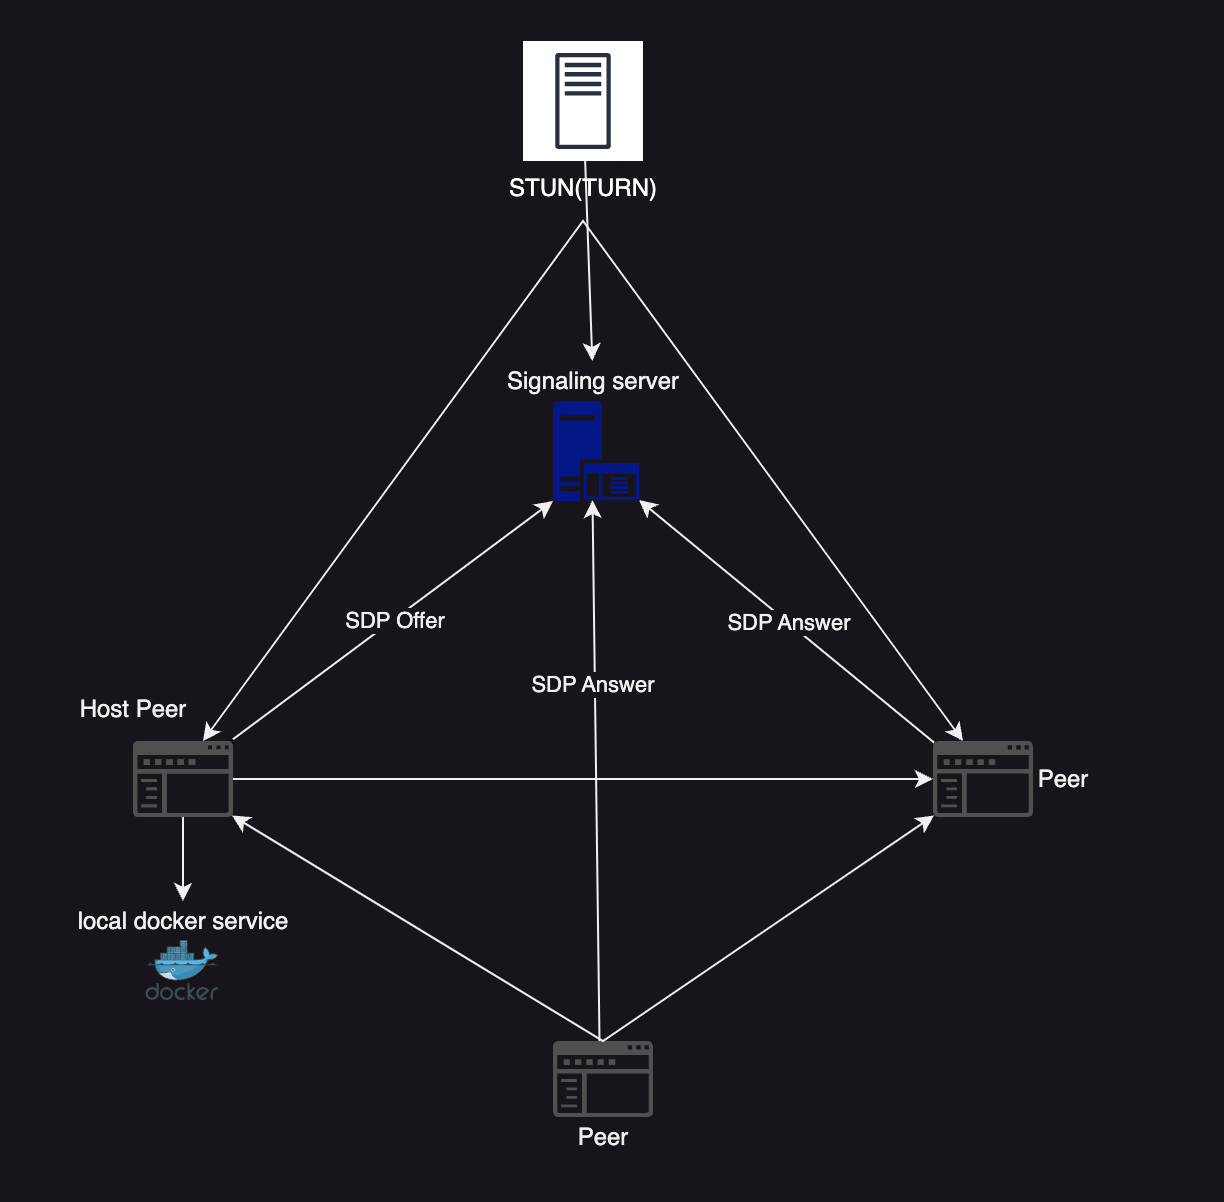 STUN(TURN)
Signaling server
SDP Offer
SDP Answer
SDP Answer
Host Peer
Peer
local docker service
docker
Peer